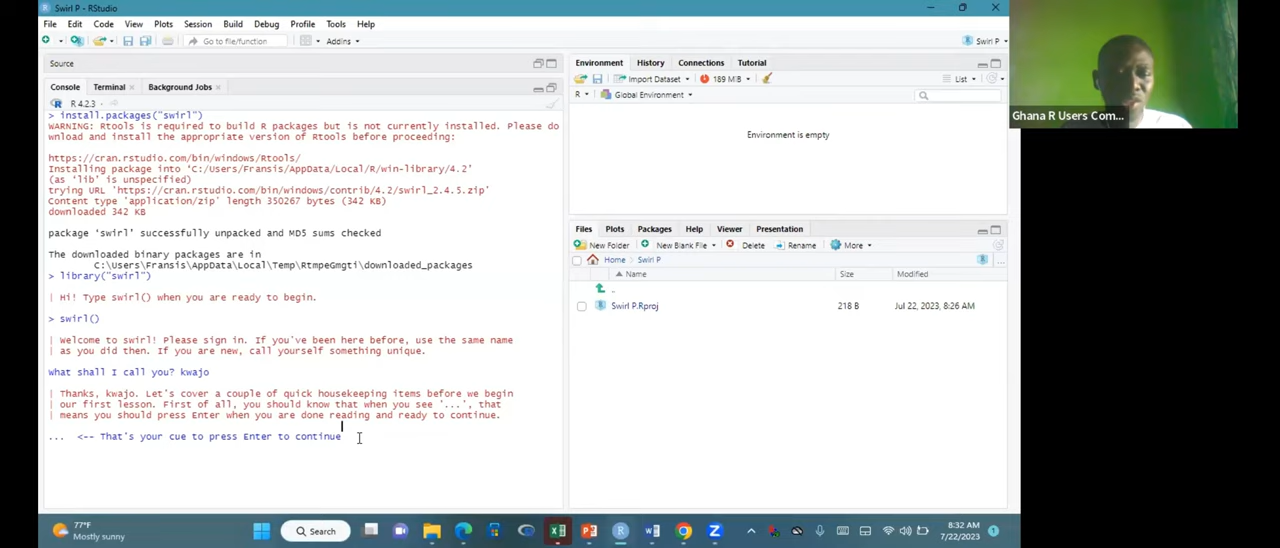 Swirl P - RStudio
File Edit Code View Plots Session Build Debug Profile Tools Help
Go to file/function
Addins
Swirl P
Source
Console Terminal Background Jobs
R 4.2.3 ·
> install.packages("swirl")
WARNING: Rtools is required to build R packages but is not currently installed. Please do
wnload and install the appropriate version of Rtools before proceeding:
https://cran.rstudio.com/bin/windows/Rtools/
Installing package into ‘C:/Users/Fransis/AppData/Local/R/win-library/4.2’
(as ‘lib’ is unspecified)
trying URL 'https://cran.rstudio.com/bin/windows/contrib/4.2/swirl_2.4.5.zip'
Content type 'application/zip' length 350267 bytes (342 KB)
downloaded 342 KB
package ‘swirl’ successfully unpacked and MD5 sums checked
The downloaded binary packages are in
C:\Users\Fransis\AppData\Local\Temp\RtmpeGmgti\downloaded_packages
> library("swirl")
| Hi! Type swirl() when you are ready to begin.
> swirl()
| Welcome to swirl! Please sign in. If you've been here before, use the same name
| as you did then. If you are new, call yourself something unique.
What shall I call you? kwajo
| Thanks, kwajo. Let's cover a couple of quick housekeeping items before we begin
| our first lesson. First of all, you should know that when you see '...', that
| means you should press Enter when you are done reading and ready to continue.
... <-- That's your cue to press Enter to continue
Environment History Connections Tutorial
Import Dataset 189 MiB List
R Global Environment
Environment is empty
Files Plots Packages Help Viewer Presentation
New Folder New Blank File Delete Rename More
Home Swirl P
Name Size Modified
..
Swirl P.Rproj 218 B Jul 22, 2023, 8:26 AM
Ghana R Users Com...
77°F
Mostly sunny
Search
8:32 AM
7/22/2023
1